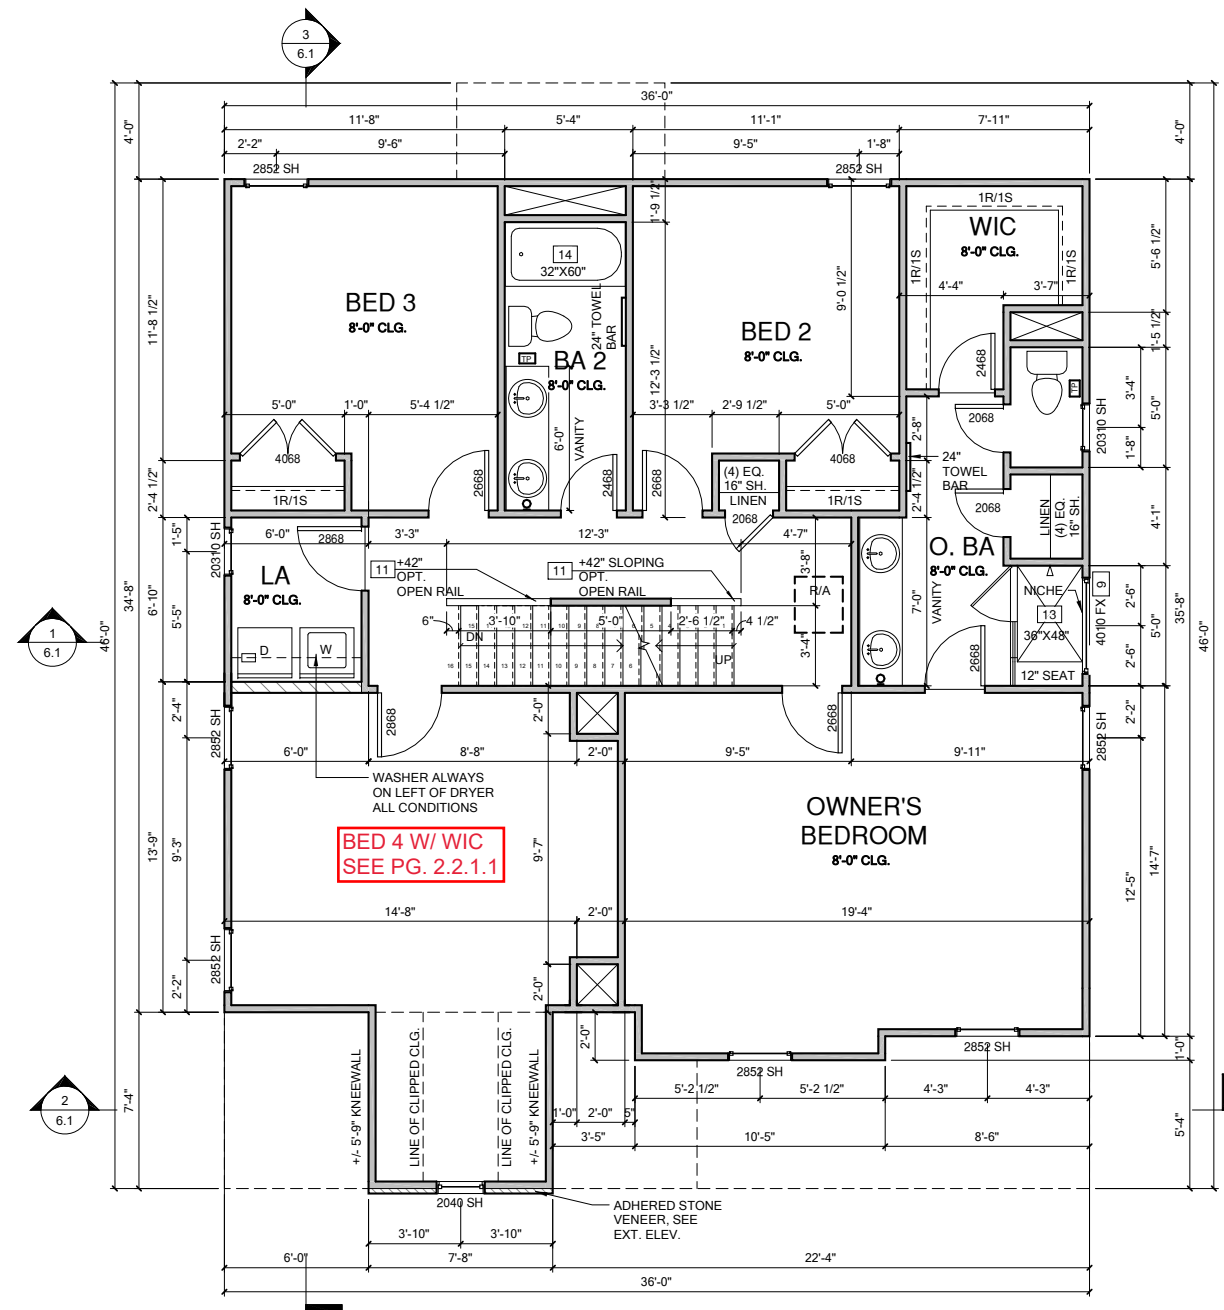 3
6.1
36'-0"
11'-8"
5'-4"
11'-1"
7'-11"
4'-0"
4'-0"
2'-2"
9'-6"
9'-5"
1'-8"
2852 SH
2852 SH
1'-9 1/2"
1R/1S
WIC
8'-0" CLG.
1R/1S
1R/1S
5'-6 1/2"
14
32"X60"
4'-4"
3'-7"
9'-0 1/2"
BED 3
8'-0" CLG.
24" TOWEL
BAR
BED 2
8'-0" CLG.
11'-8 1/2"
1'-5 1/2"
TP
BA 2
8'-0" CLG.
12'-3 1/2"
2468
TP
3'-4"
5'-0"
5'-0"
1'-0"
5'-4 1/2"
3'-3 1/2"
2'-9 1/2"
5'-0"
2068
20310 SH
6'-0"
VANITY
2'-8"
1'-8"
4068
4068
24"
TOWEL
BAR
2'-4 1/2"
2668
2468
2668
(4) EQ.
16" SH.
LINEN
2'-4 1/2"
1R/1S
1R/1S
2068
2068
LINEN
(4) EQ.
16" SH.
4'-1"
1'-5"
20310 SH
6'-0"
2868
3'-3"
12'-3"
4'-7"
O. BA
8'-0" CLG.
34'-8"
6'-10"
5'-5"
LA
8'-0" CLG.
11
+42"
OPT.
OPEN RAIL
11
+42" SLOPING
OPT.
OPEN RAIL
3'-8"
R/A
7'-0"
VANITY
NICHE
13
36"X48"
4010 FX
9
2'-6"
5'-0"
35'-8"
1
6.1
46'-0"
46'-0"
6"
3'-10"
5'-0"
2'-6 1/2"
4 1/2"
DN
UP
3'-4"
D
W
2668
12" SEAT
2'-6"
2'-4"
2852 SH
2868
2'-0"
2668
2852 SH
2'-2"
6'-0"
8'-8"
2'-0"
9'-5"
9'-11"
WASHER ALWAYS
ON LEFT OF DRYER
ALL CONDITIONS
OWNER'S
BEDROOM
8'-0" CLG.
BED 4 W/ WIC
SEE PG. 2.2.1.1
13'-9"
9'-3"
9'-7"
14'-7"
12'-5"
14'-8"
2'-0"
19'-4"
2852 SH
2'-2"
2'-0"
2'-0"
2852 SH
2852 SH
1'-0"
2
6.1
7'-4"
+/- 5'-9" KNEEWALL
LINE OF CLIPPED CLG.
LINE OF CLIPPED CLG.
+/- 5'-9" KNEEWALL
5'-2 1/2"
5'-2 1/2"
4'-3"
4'-3"
1'-0"
2'-0"
5"
5'-4"
3'-5"
10'-5"
8'-6"
2040 SH
ADHERED STONE
VENEER, SEE
EXT. ELEV.
3'-10"
3'-10"
6'-0"
7'-8"
22'-4"
36'-0"